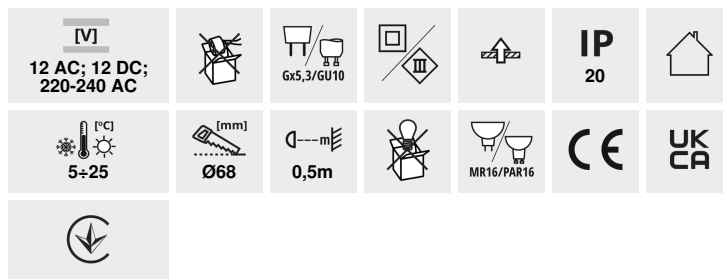 [V]
12 AC; 12 DC;
220-240 AC
Gx5,3/GU10
III
IP
20
[°C]
5÷25
[mm]
Ø68
m
0,5m
MR16/PAR16
CE
UK
CA